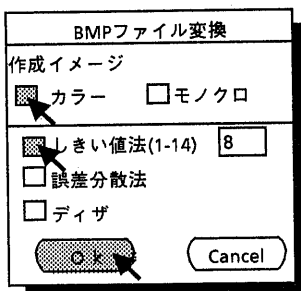 BMPファイル変換
作成イメージ
カラー モノクロ
しきい値法(1-14) 8
誤差分散法
ディザ
Ok Cancel